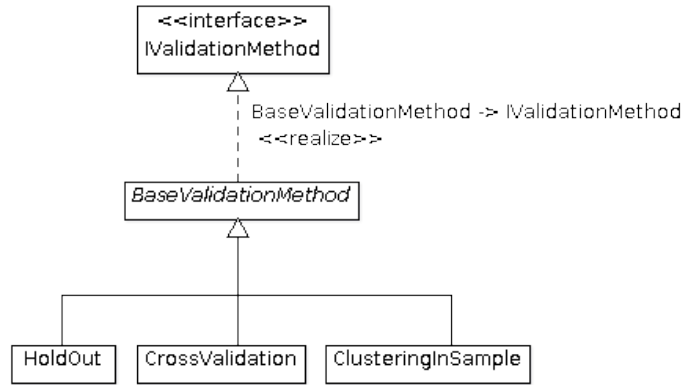 <<interface>>
IValidationMethod
BaseValidationMethod -> IValidationMethod
<<realize>>
BaseValidationMethod
HoldOut
CrossValidation
ClusteringInSample